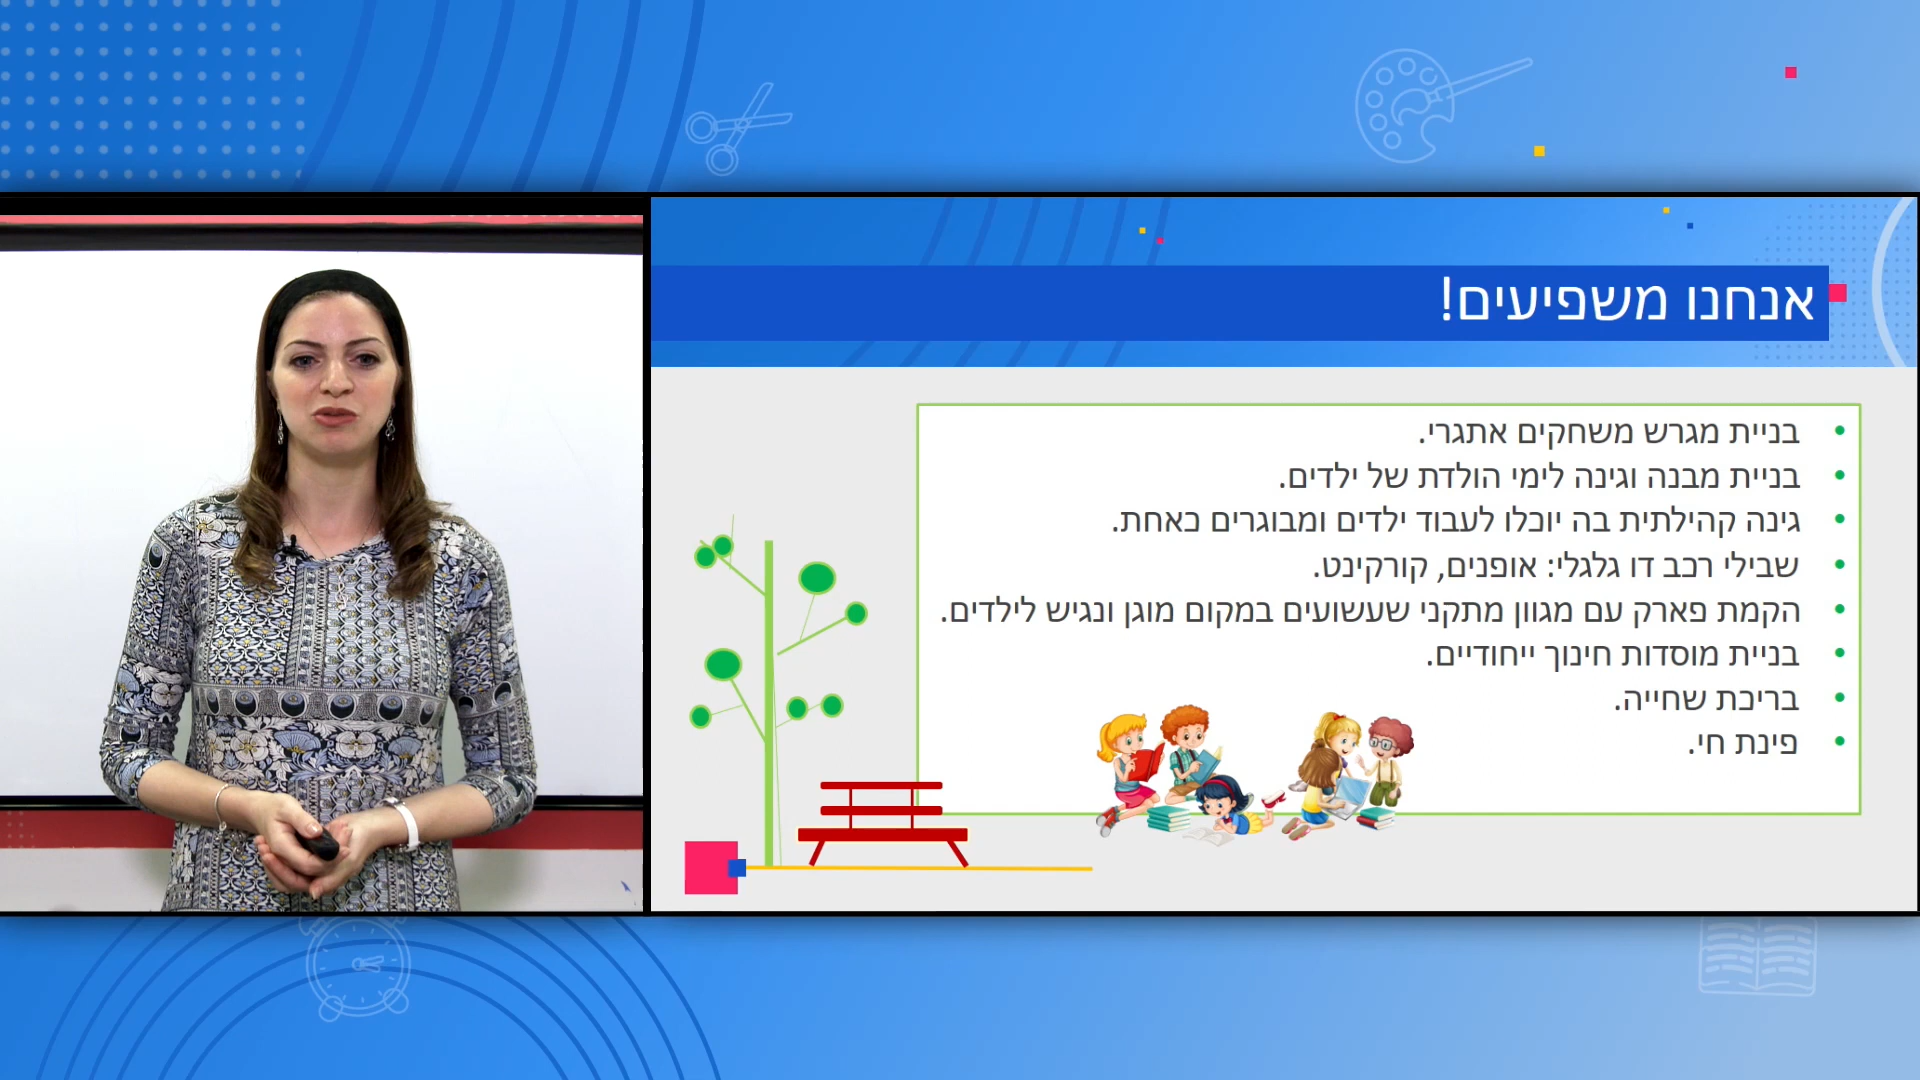 אנחנו משפיעים!
בניית מגרש משחקים אתגרי.
בניית מבנה וגינה לימי הולדת של ילדים.
גינה קהילתית בה יוכלו לעבוד ילדים ומבוגרים כאחת.
שבילי רכב דו גלגלי: אופנים, קורקינט.
הקמת פארק עם מגוון מתקני שעשועים במקום מוגן ונגיש לילדים.
בניית מוסדות חינוך ייחודיים.
בריכת שחייה.
פינת חי.